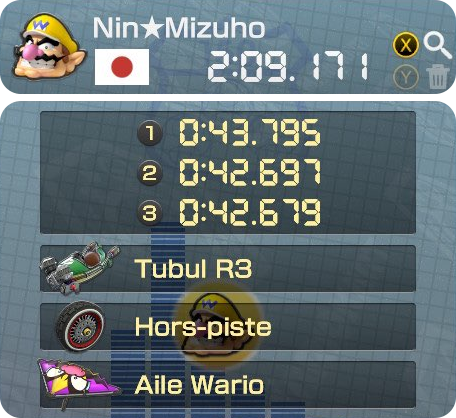 Nin★Mizuho
2:09.171
X
Y
1 0:43.795
2 0:42.697
3 0:42.679
Tubul R3
Hors-piste
Aile Wario